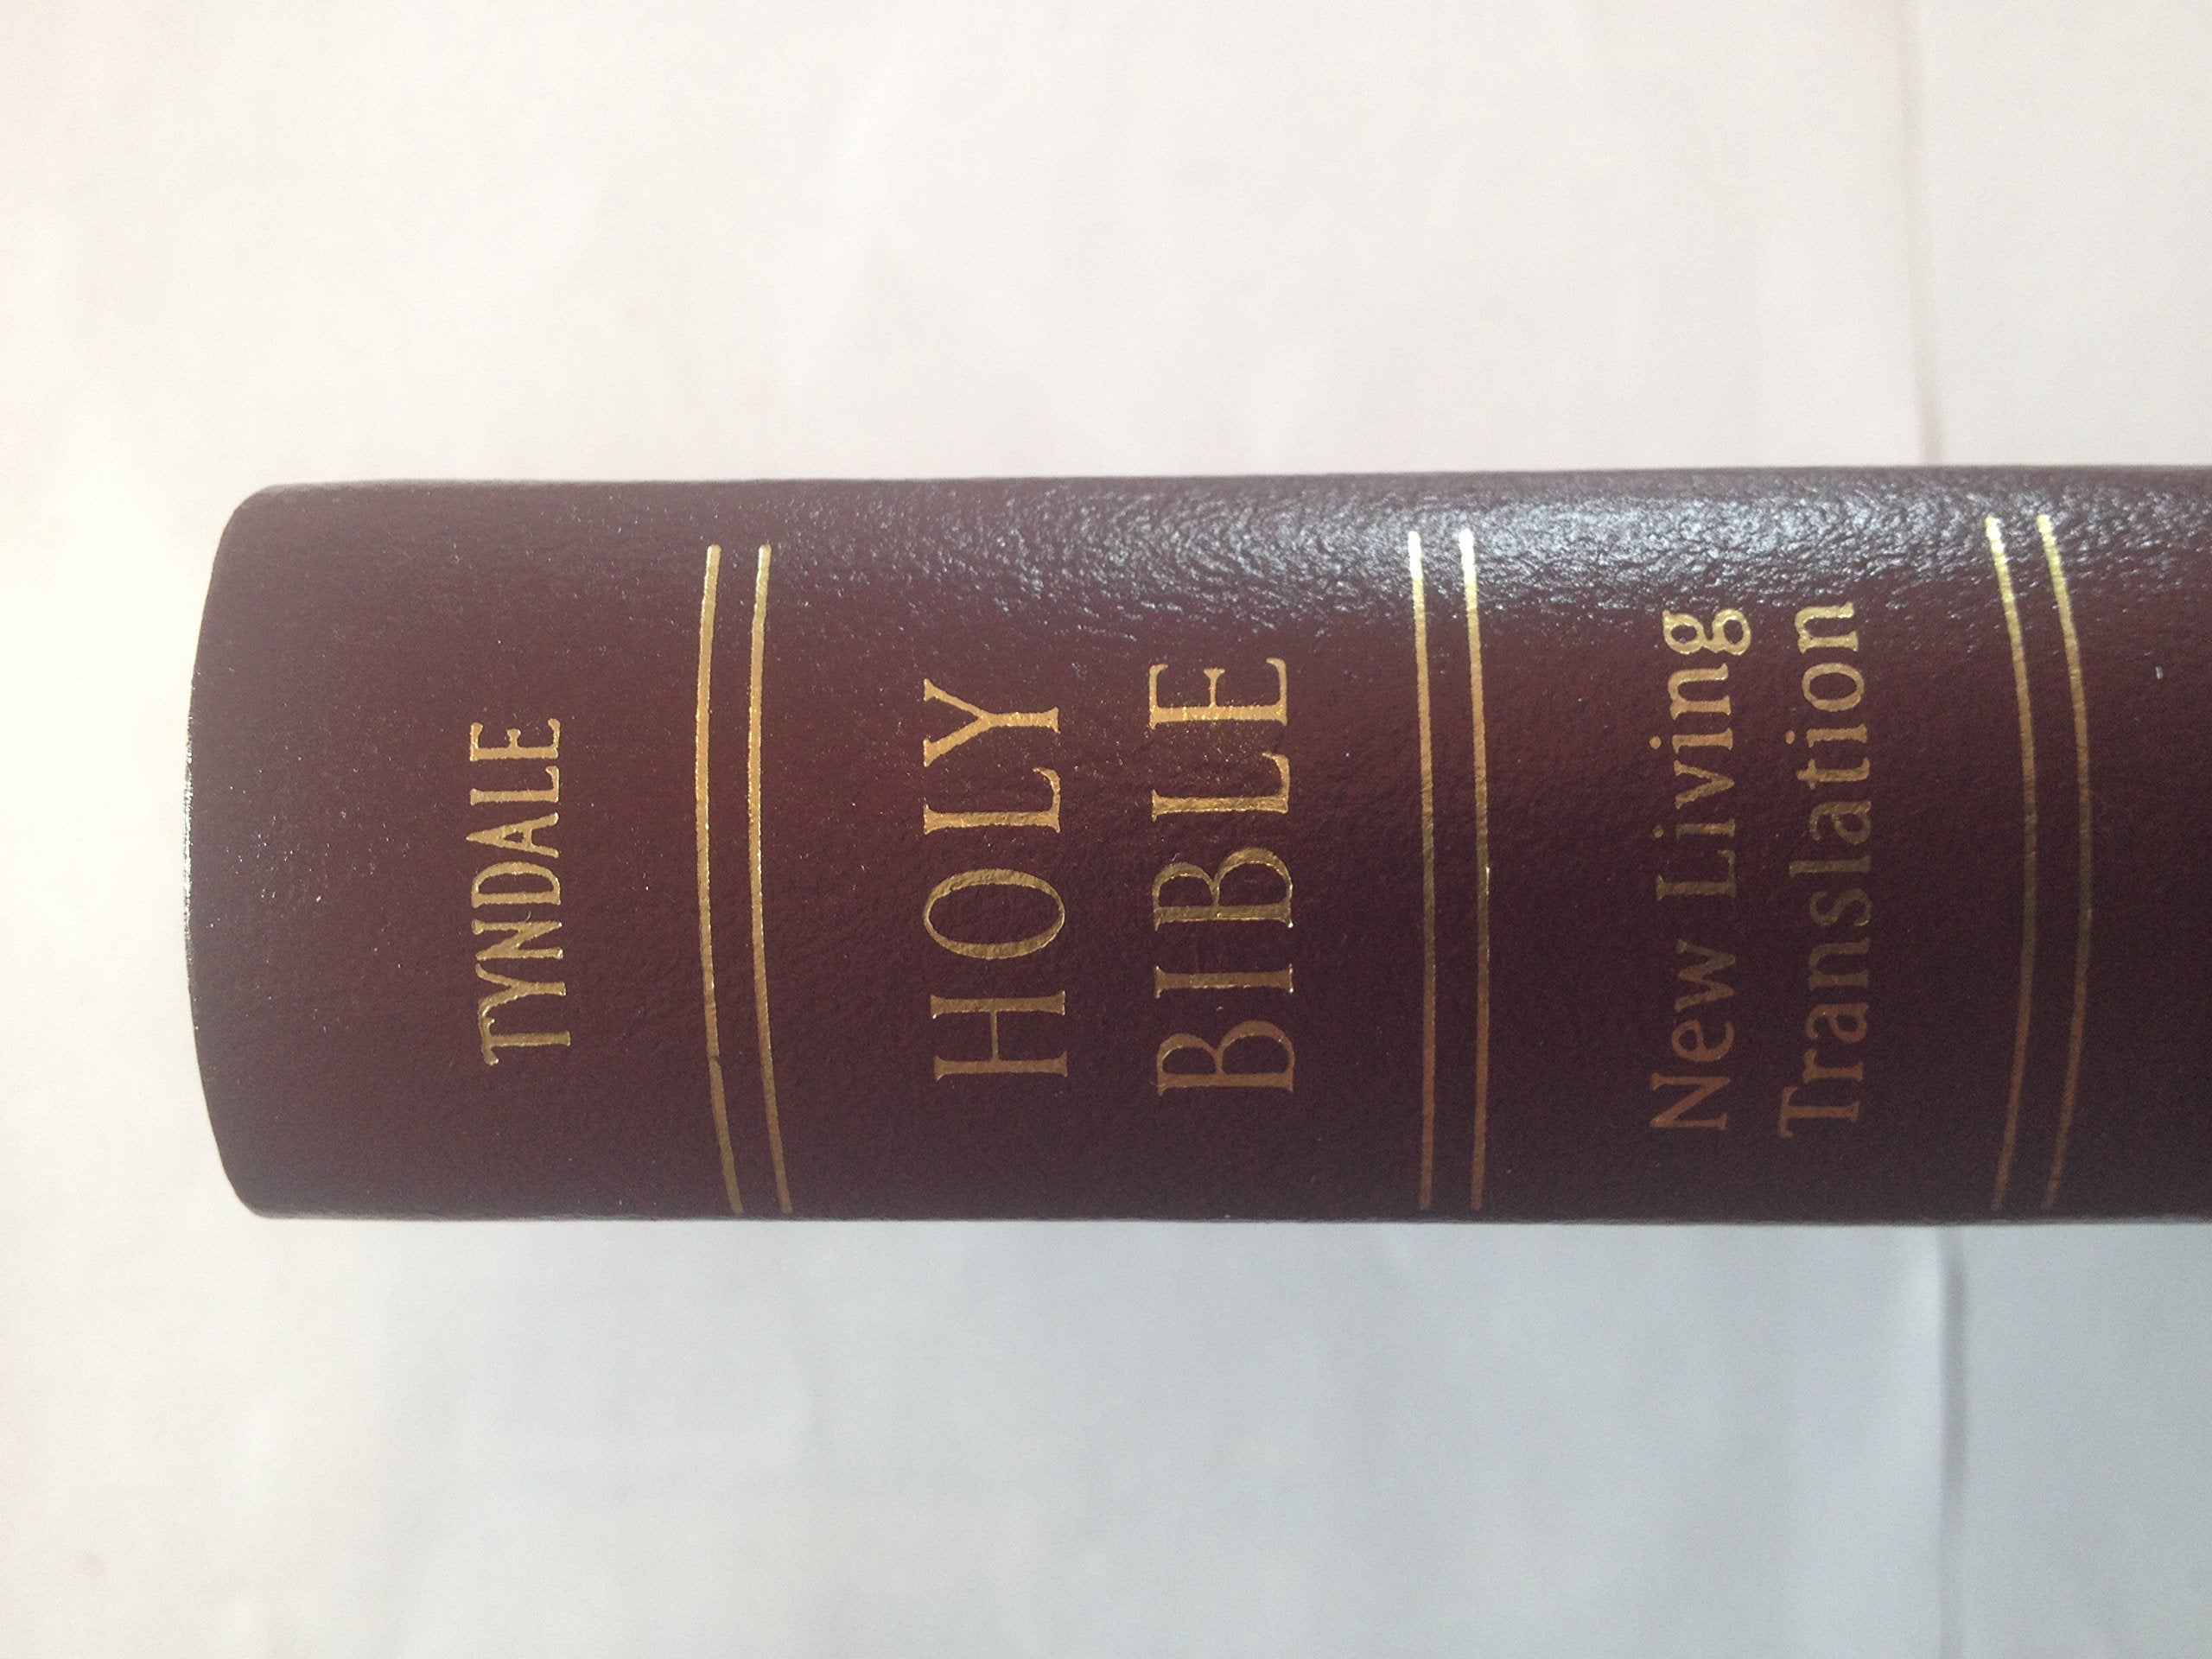 TYNDALE
HOLY
BIBLE
New Living
Translation